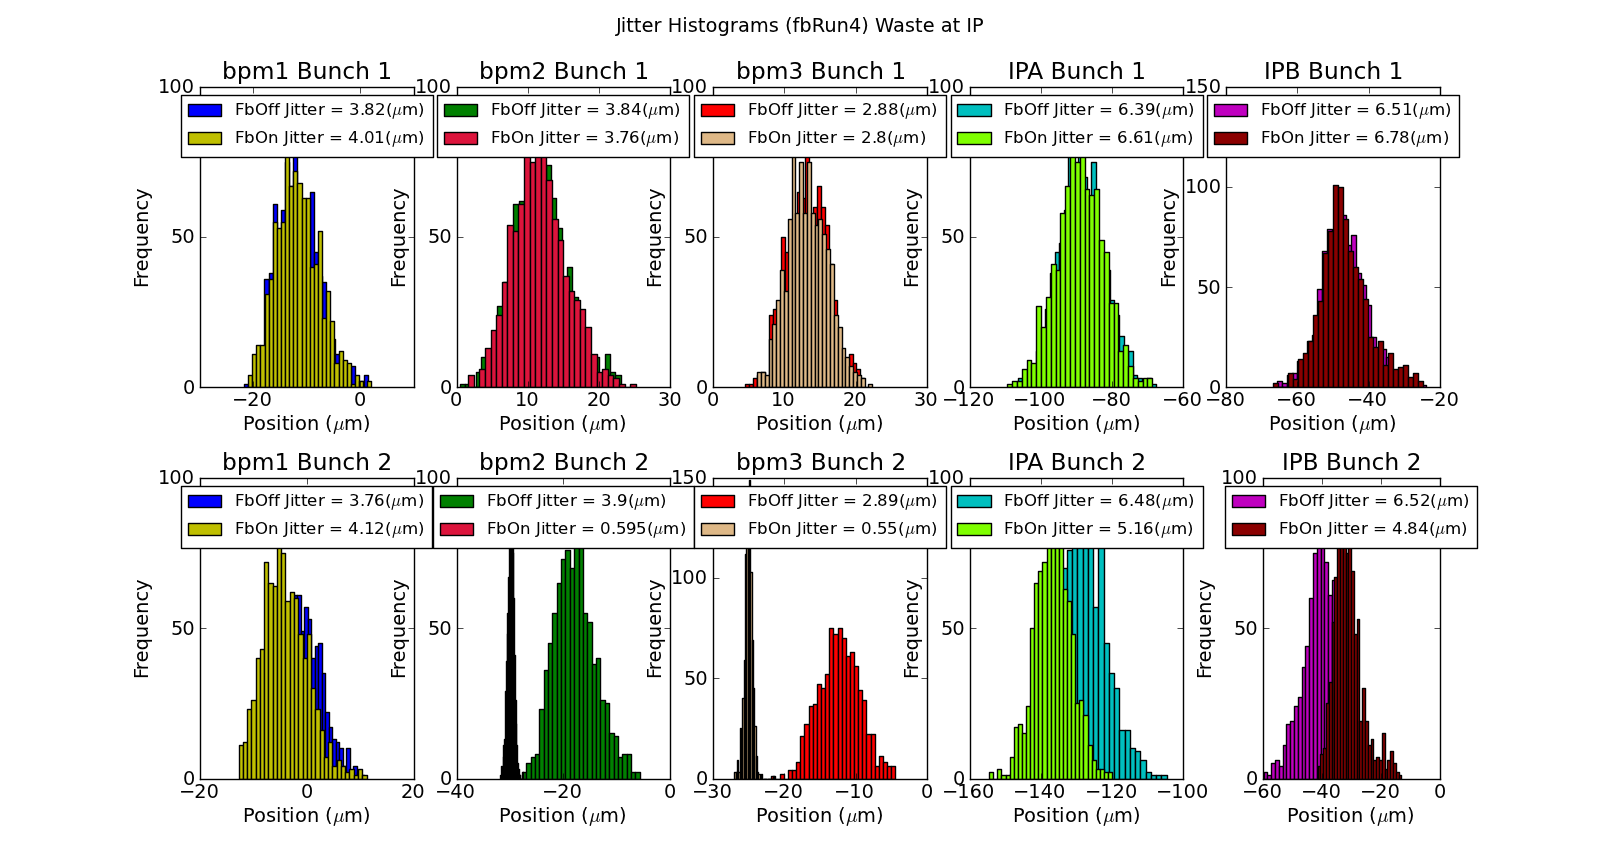 Jitter Histograms (fbRun4) Waste at IP
bpm1 Bunch 1
100
FbOff Jitter = 3.82(μm)
FbOn Jitter = 4.01(μm)
Frequency
50
0
−20 0
Position (μm)
bpm2 Bunch 1
100
FbOff Jitter = 3.84(μm)
FbOn Jitter = 3.76(μm)
Frequency
50
0
0 10 20 30
Position (μm)
bpm3 Bunch 1
100
FbOff Jitter = 2.88(μm)
FbOn Jitter = 2.8(μm)
Frequency
50
0
0 10 20 30
Position (μm)
IPA Bunch 1
100
FbOff Jitter = 6.39(μm)
FbOn Jitter = 6.61(μm)
Frequency
50
0
−120 −100 −80 −60
Position (μm)
IPB Bunch 1
150
FbOff Jitter = 6.51(μm)
FbOn Jitter = 6.78(μm)
Frequency
100
50
0
−80 −60 −40 −20
Position (μm)
bpm1 Bunch 2
100
FbOff Jitter = 3.76(μm)
FbOn Jitter = 4.12(μm)
Frequency
50
0
−20 −10 0 10 20
Position (μm)
bpm2 Bunch 2
100
FbOff Jitter = 3.9(μm)
FbOn Jitter = 0.595(μm)
Frequency
50
0
−40 −20 0
Position (μm)
bpm3 Bunch 2
150
FbOff Jitter = 2.89(μm)
FbOn Jitter = 0.55(μm)
Frequency
100
50
0
−30 −20 −10 0
Position (μm)
IPA Bunch 2
100
FbOff Jitter = 6.48(μm)
FbOn Jitter = 5.16(μm)
Frequency
50
0
−160 −140 −120 −100
Position (μm)
IPB Bunch 2
100
FbOff Jitter = 6.52(μm)
FbOn Jitter = 4.84(μm)
Frequency
50
0
−60 −40 −20 0
Position (μm)